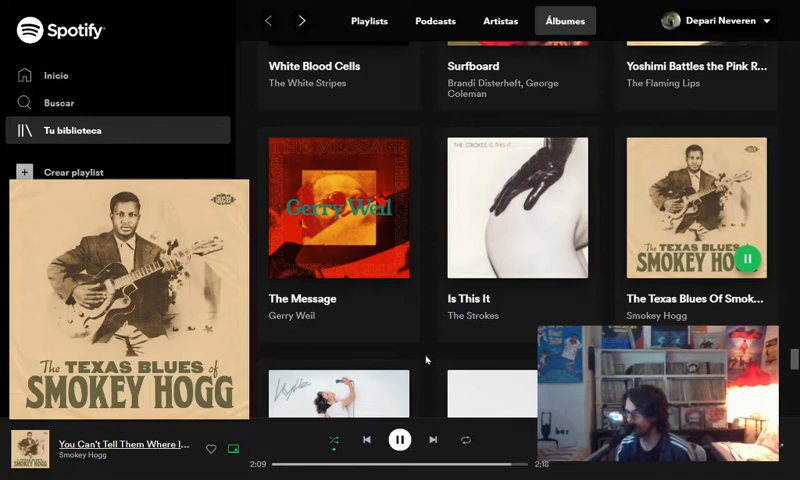 Spotify
Playlists
Podcasts
Artistas
Álbumes
Depari Neveren
Inicio
Buscar
Tu biblioteca
Crear playlist
White Blood Cells
The White Stripes
Surfboard
Brandi Disterheft, George
Coleman
Yoshimi Battles the Pink R...
The Flaming Lips
THE STROKES IS THIS IT
Gerry Weil
The TEXAS BLUES of
SMOKEY HO
The Message
Gerry Weil
Is This It
The Strokes
The Texas Blues Of Smok...
Smokey Hogg
ace
The TEXAS BLUES of
SMOKEY HOGG
Kylie
You Can't Tell Them Where I...
Smokey Hogg
2:09
2:18